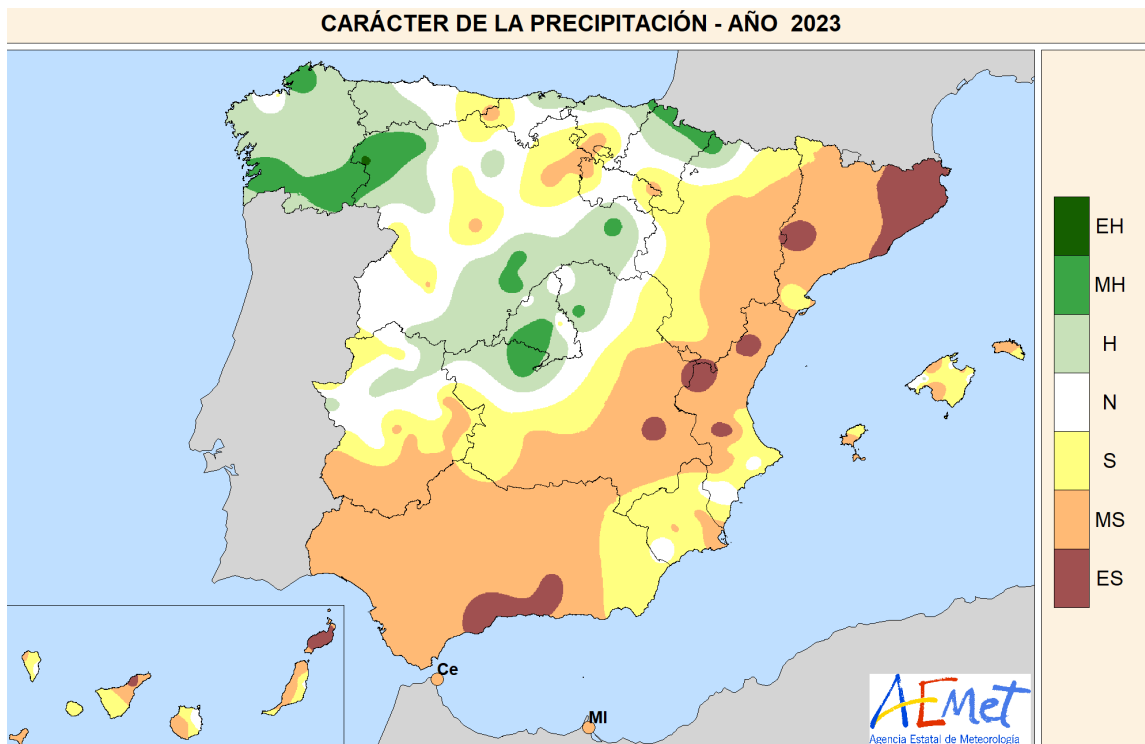 CARÁCTER DE LA PRECIPITACIÓN - AÑO 2023
EH
MH
H
N
S
MS
ES
Ce
Ml
AEMet
Agencia Estatal de Meteorología